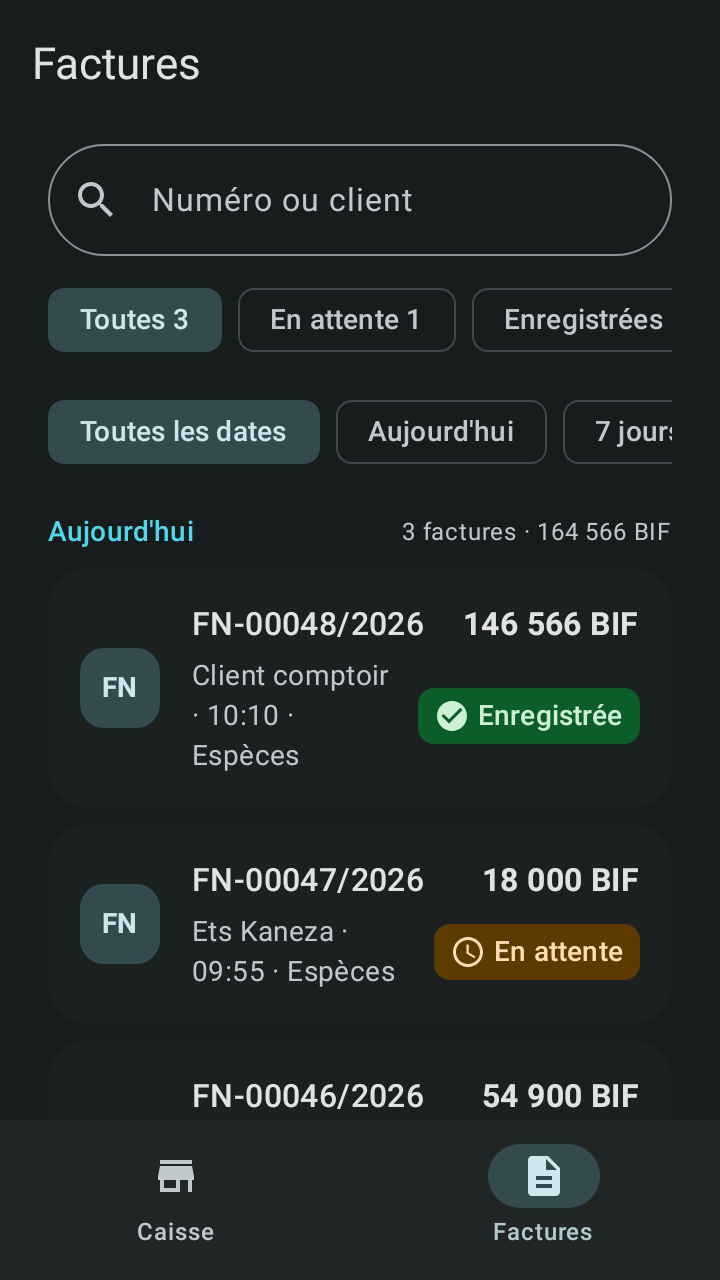 Factures
Numéro ou client
Toutes 3
En attente 1
Enregistrées
Toutes les dates
Aujourd'hui
7 jours
Aujourd'hui
3 factures · 164 566 BIF
FN-00048/2026
146 566 BIF
FN
Client comptoir
· 10:10 ·
Espèces
Enregistrée
FN-00047/2026
18 000 BIF
FN
Ets Kaneza ·
09:55 · Espèces
En attente
FN-00046/2026
54 900 BIF
Caisse
Factures